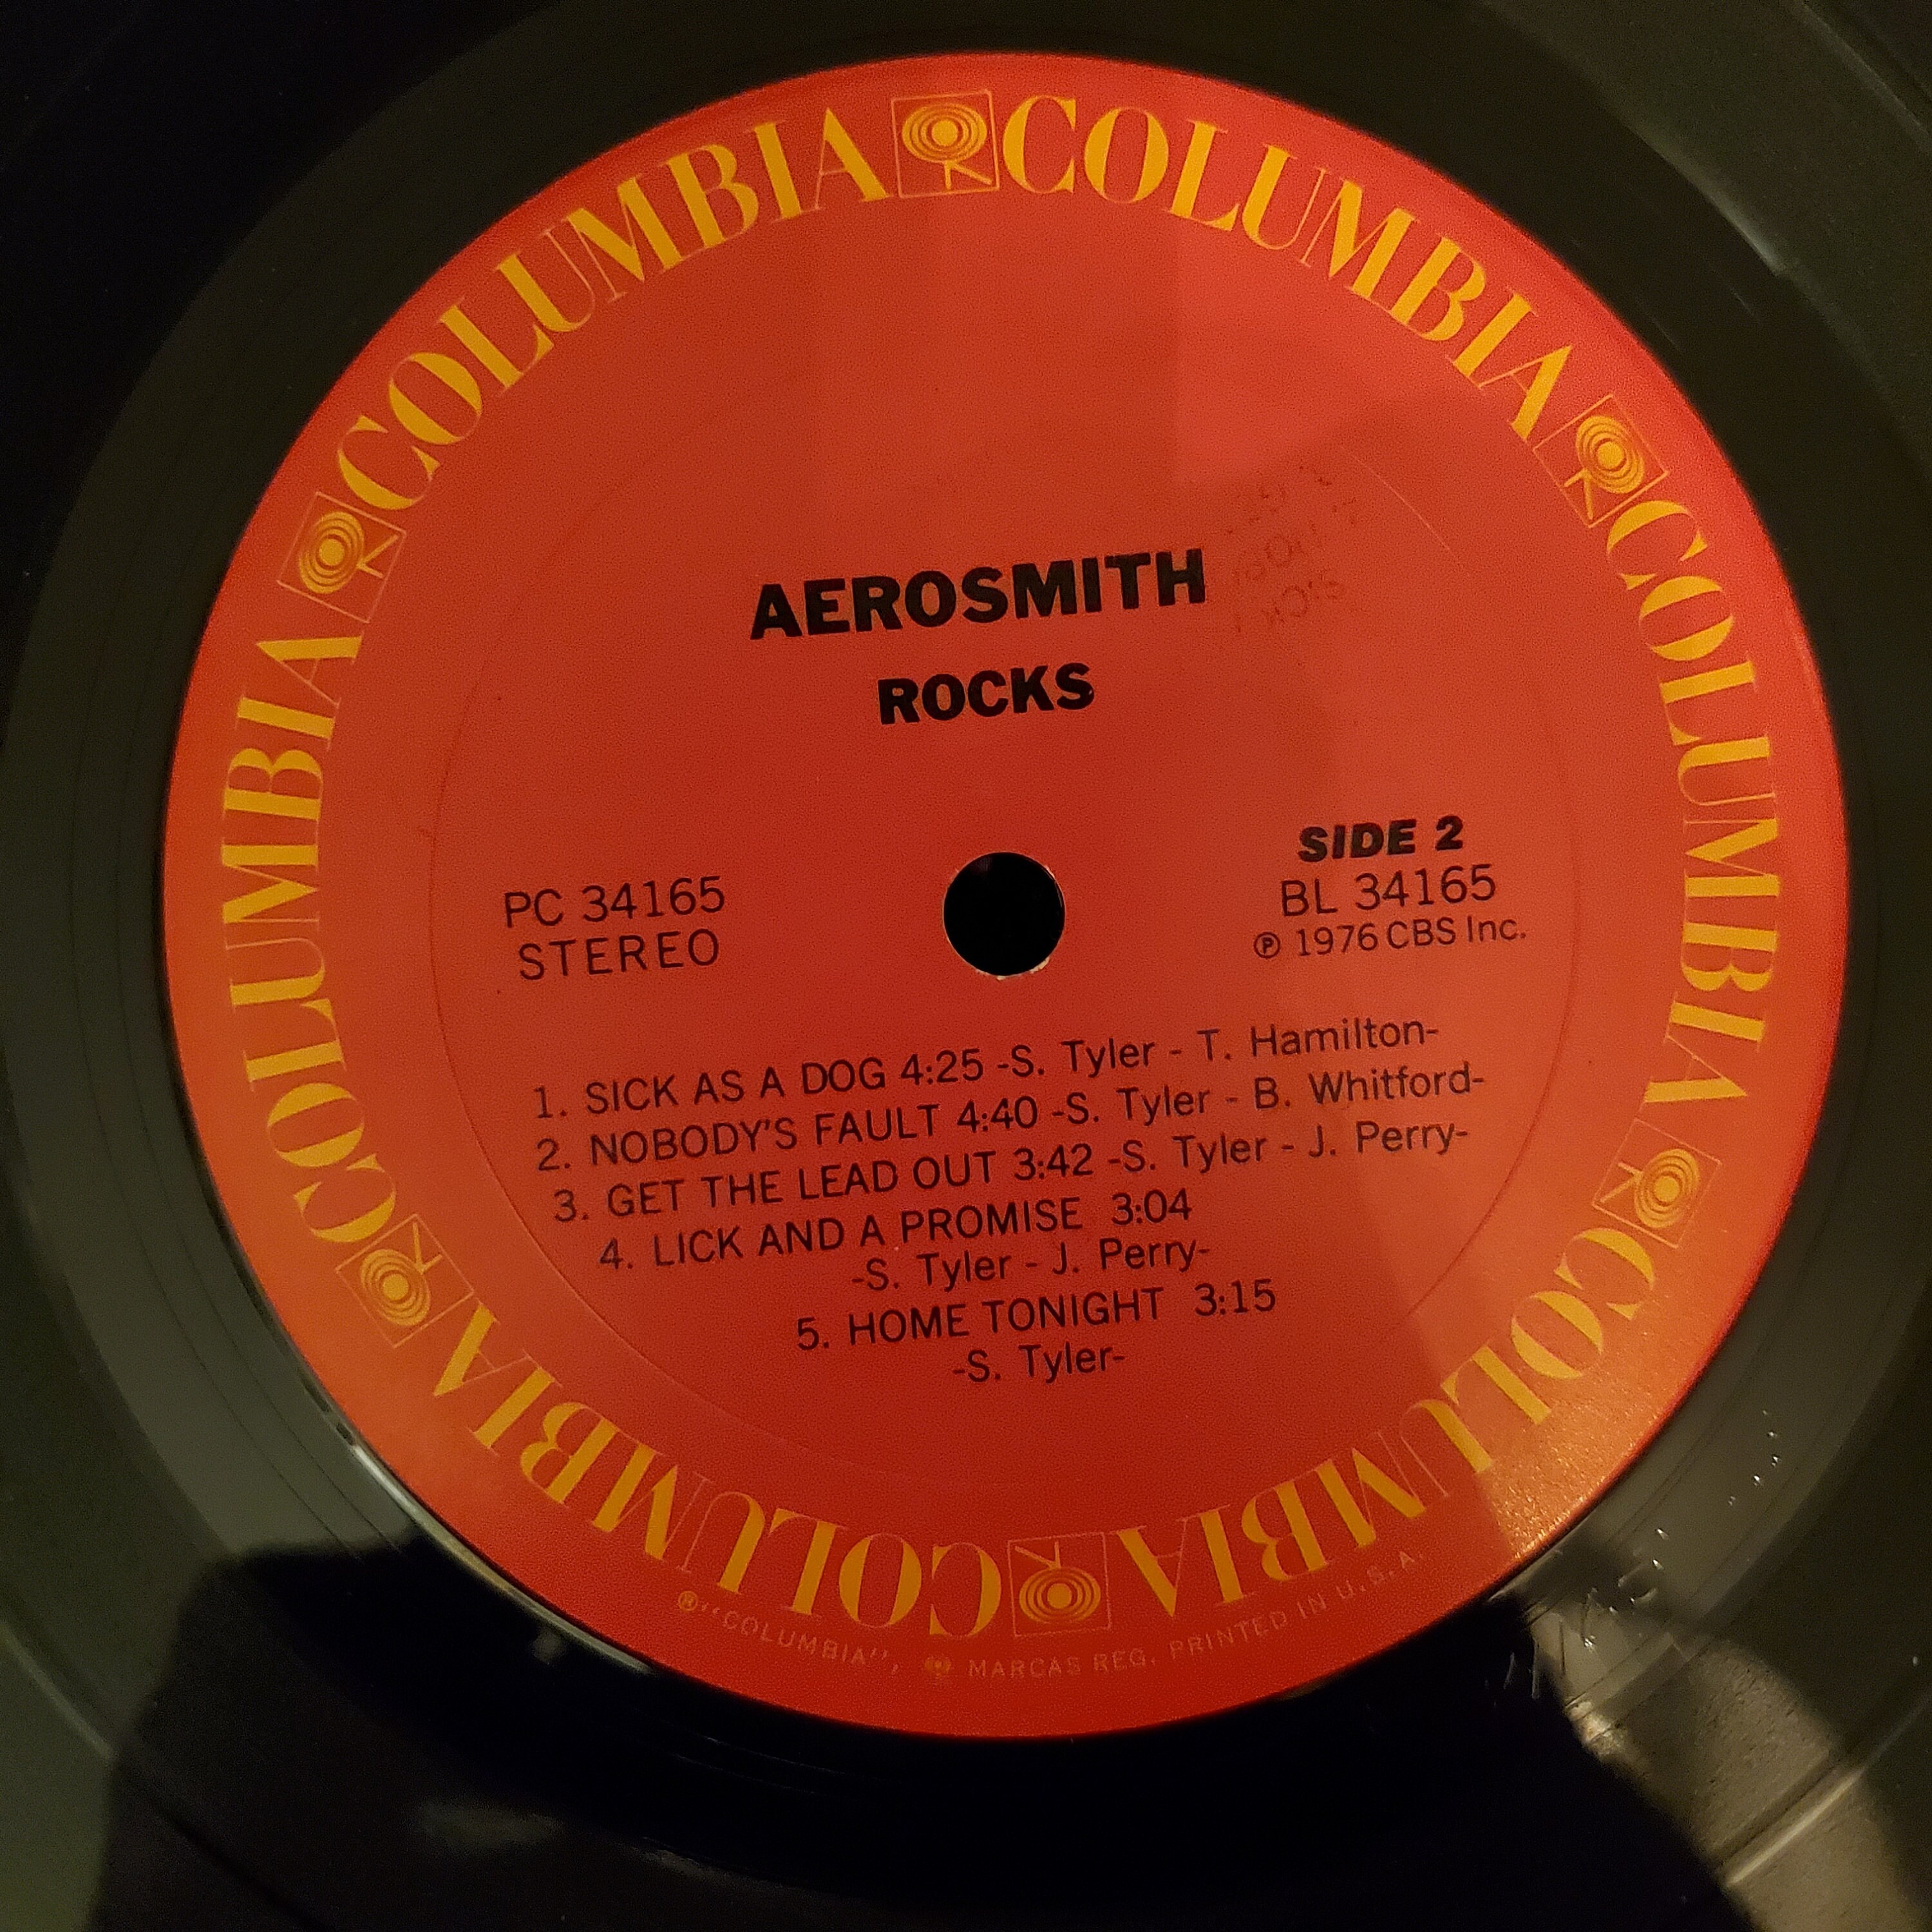 COLUMBIA COLUMBIA COLUMBIA COLUMBIA COLUMBIA COLUMBIA
AEROSMITH
ROCKS
PC 34165
STEREO
SIDE 2
BL 34165
℗ 1976 CBS Inc.
1. SICK AS A DOG 4:25 -S. Tyler - T. Hamilton-
2. NOBODY'S FAULT 4:40 -S. Tyler - B. Whitford-
3. GET THE LEAD OUT 3:42 -S. Tyler - J. Perry-
4. LICK AND A PROMISE 3:04
-S. Tyler - J. Perry-
5. HOME TONIGHT 3:15
-S. Tyler-
® "COLUMBIA", MARCAS REG. PRINTED IN U.S.A.